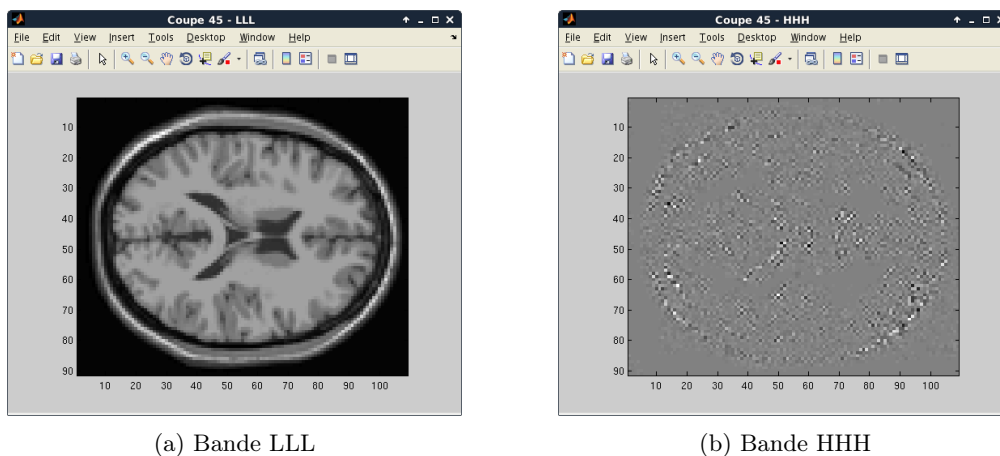 Coupe 45 - LLL
File Edit View Insert Tools Desktop Window Help
10
20
30
40
50
60
70
80
90
10 20 30 40 50 60 70 80 90 100
(a) Bande LLL
Coupe 45 - HHH
File Edit View Insert Tools Desktop Window Help
10
20
30
40
50
60
70
80
90
10 20 30 40 50 60 70 80 90 100
(b) Bande HHH